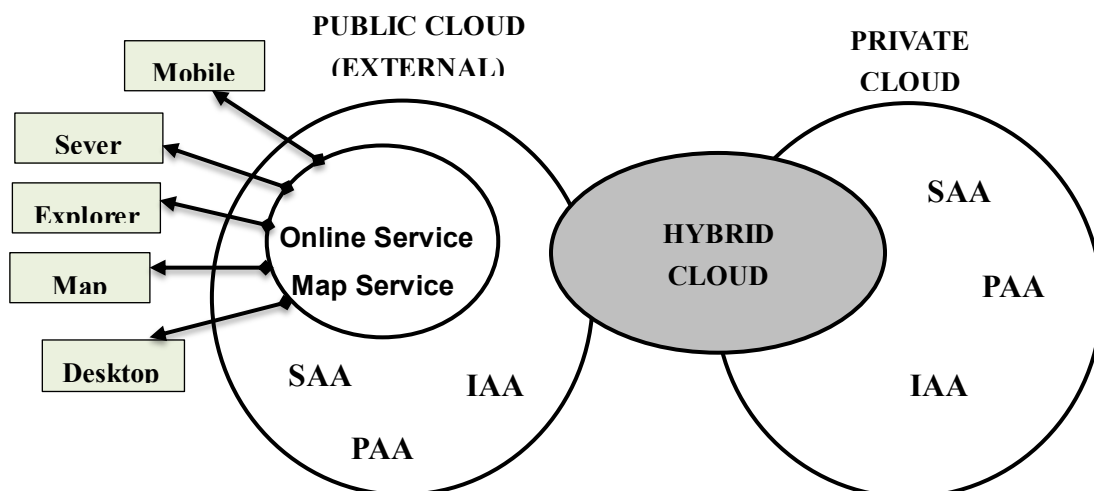 PUBLIC CLOUD
(EXTERNAL)
PRIVATE
CLOUD
Mobile
Sever
Explorer
Map
Desktop
Online Service
Map Service
SAA
IAA
PAA
HYBRID
CLOUD
SAA
PAA
IAA